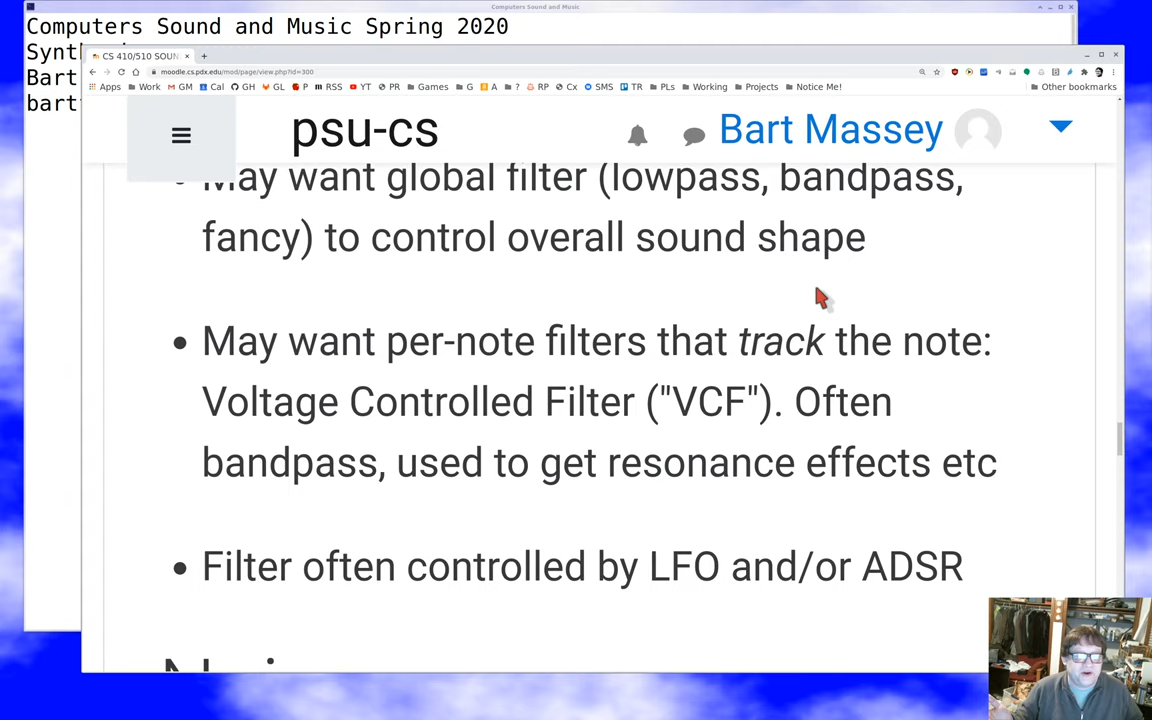 Computers Sound and Music
Computers Sound and Music Spring 2020
Synt
Bart
bart
CS 410/510 SOUN
moodle.cs.pdx.edu/mod/page/view.php?id=300
Apps Work GM Cal GH GL P RSS YT PR Games G A ? RP Cx SMS TR PLs Working Projects Notice Me! Other bookmarks
psu-cs Bart Massey
• May want global filter (lowpass, bandpass,
fancy) to control overall sound shape
• May want per-note filters that track the note:
Voltage Controlled Filter ("VCF"). Often
bandpass, used to get resonance effects etc
• Filter often controlled by LFO and/or ADSR